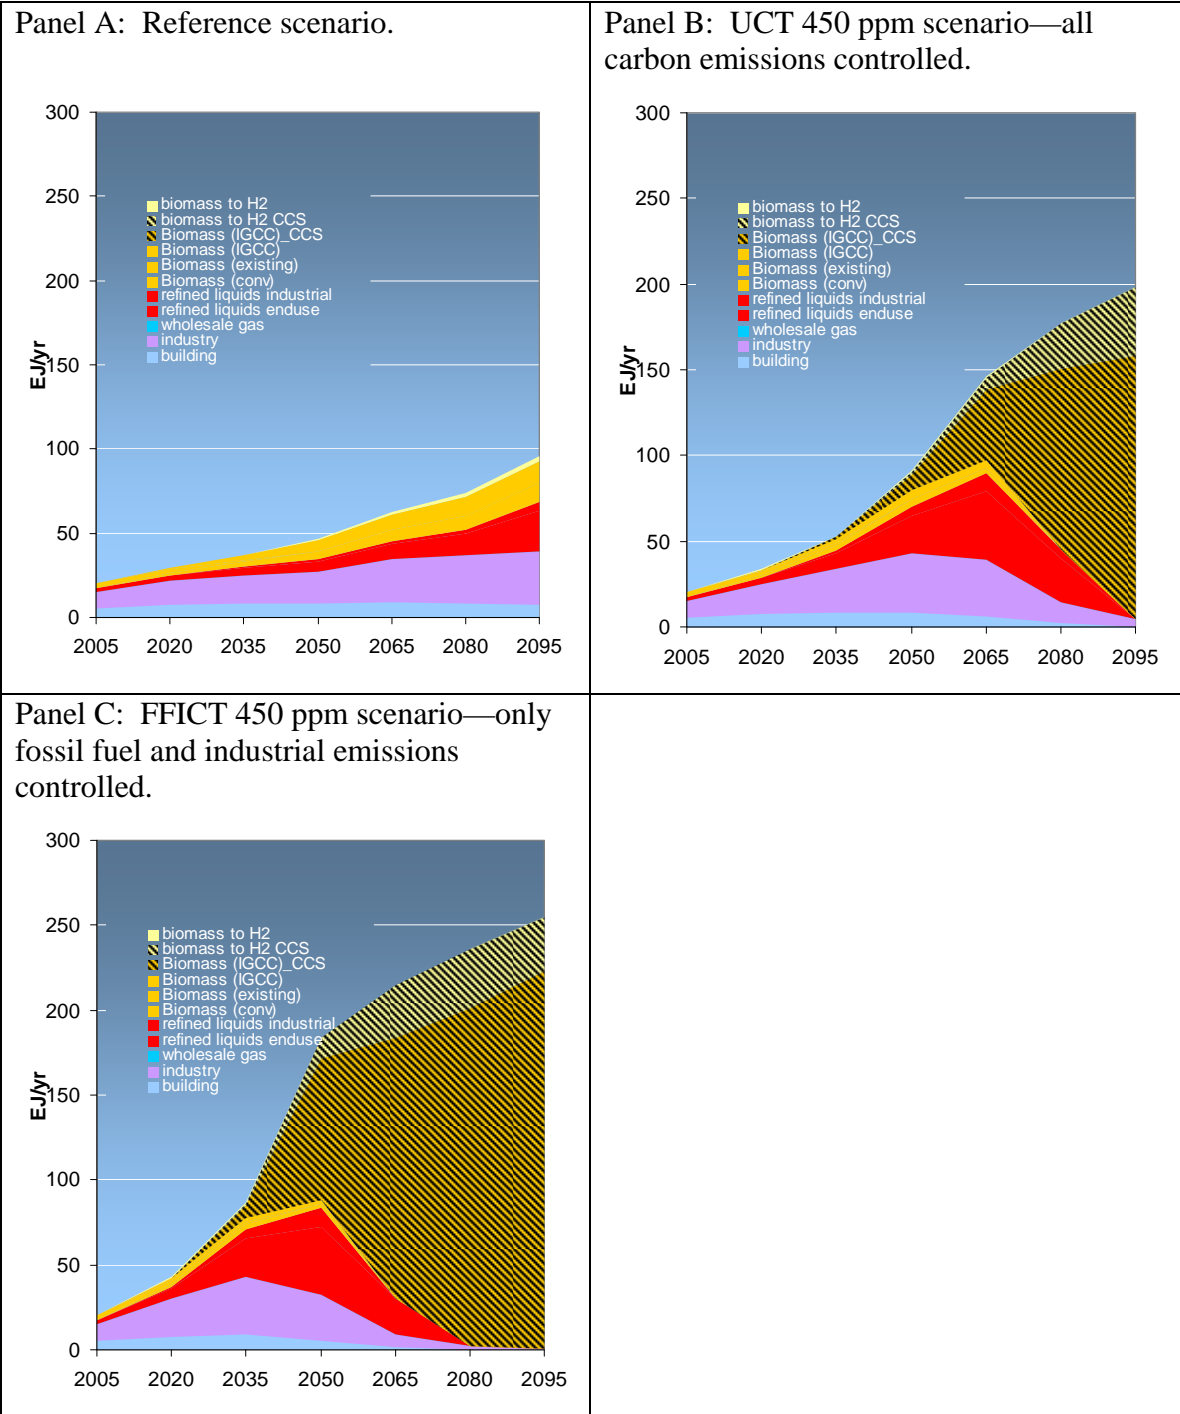 Panel A:  Reference scenario.
300
250
200
150
100
50
0
EJ/yr
biomass to H2
biomass to H2 CCS
Biomass (IGCC)_CCS
Biomass (IGCC)
Biomass (existing)
Biomass (conv)
refined liquids industrial
refined liquids enduse
wholesale gas
industry
building
2005 2020 2035 2050 2065 2080 2095
Panel B:  UCT 450 ppm scenario—all
carbon emissions controlled.
300
250
200
150
100
50
0
EJ/yr
biomass to H2
biomass to H2 CCS
Biomass (IGCC)_CCS
Biomass (IGCC)
Biomass (existing)
Biomass (conv)
refined liquids industrial
refined liquids enduse
wholesale gas
industry
building
2005 2020 2035 2050 2065 2080 2095
Panel C:  FFICT 450 ppm scenario—only
fossil fuel and industrial emissions
controlled.
300
250
200
150
100
50
0
EJ/yr
biomass to H2
biomass to H2 CCS
Biomass (IGCC)_CCS
Biomass (IGCC)
Biomass (existing)
Biomass (conv)
refined liquids industrial
refined liquids enduse
wholesale gas
industry
building
2005 2020 2035 2050 2065 2080 2095